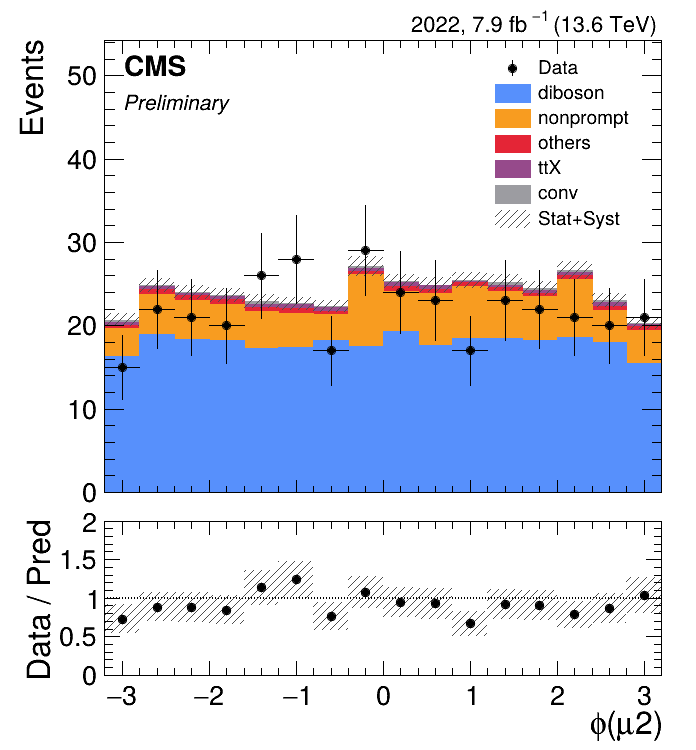 2022, 7.9 fb⁻¹ (13.6 TeV)
Events
CMS
Preliminary
Data
diboson
nonprompt
others
ttX
conv
Stat+Syst
50
40
30
20
10
0
Data / Pred
2
1.5
1
0.5
0
−3 −2 −1 0 1 2 3
ϕ(μ2)